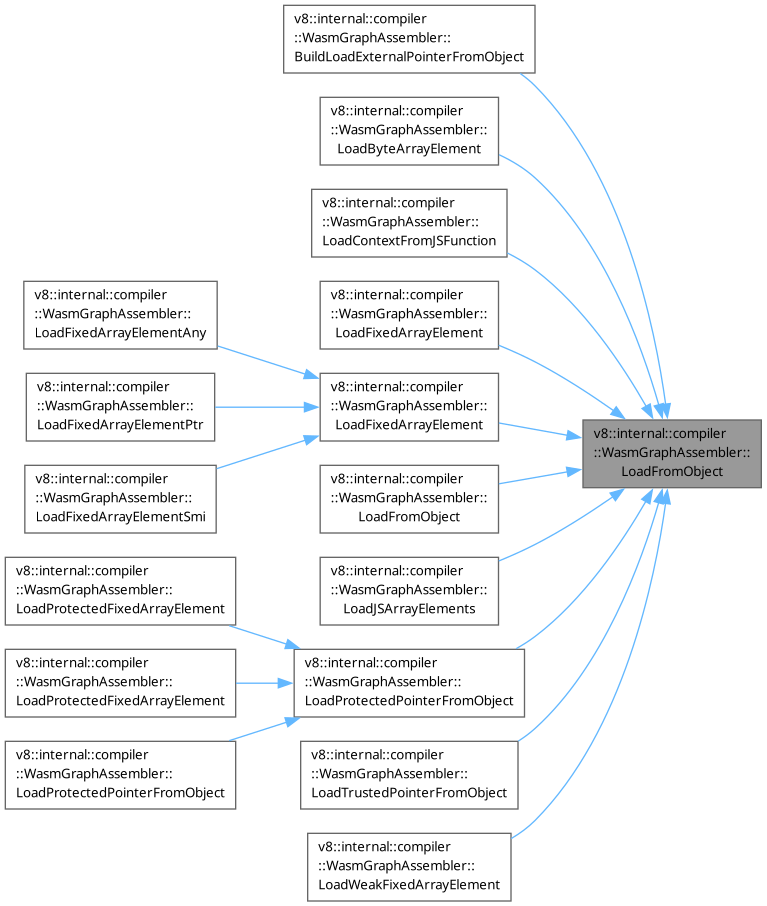 v8::internal::compiler
::WasmGraphAssembler::
BuildLoadExternalPointerFromObject
v8::internal::compiler
::WasmGraphAssembler::
LoadByteArrayElement
v8::internal::compiler
::WasmGraphAssembler::
LoadContextFromJSFunction
v8::internal::compiler
::WasmGraphAssembler::
LoadFixedArrayElementAny
v8::internal::compiler
::WasmGraphAssembler::
LoadFixedArrayElement
v8::internal::compiler
::WasmGraphAssembler::
LoadFixedArrayElementPtr
v8::internal::compiler
::WasmGraphAssembler::
LoadFixedArrayElement
v8::internal::compiler
::WasmGraphAssembler::
LoadFromObject
v8::internal::compiler
::WasmGraphAssembler::
LoadFixedArrayElementSmi
v8::internal::compiler
::WasmGraphAssembler::
LoadFromObject
v8::internal::compiler
::WasmGraphAssembler::
LoadProtectedFixedArrayElement
v8::internal::compiler
::WasmGraphAssembler::
LoadJSArrayElements
v8::internal::compiler
::WasmGraphAssembler::
LoadProtectedFixedArrayElement
v8::internal::compiler
::WasmGraphAssembler::
LoadProtectedPointerFromObject
v8::internal::compiler
::WasmGraphAssembler::
LoadProtectedPointerFromObject
v8::internal::compiler
::WasmGraphAssembler::
LoadTrustedPointerFromObject
v8::internal::compiler
::WasmGraphAssembler::
LoadWeakFixedArrayElement